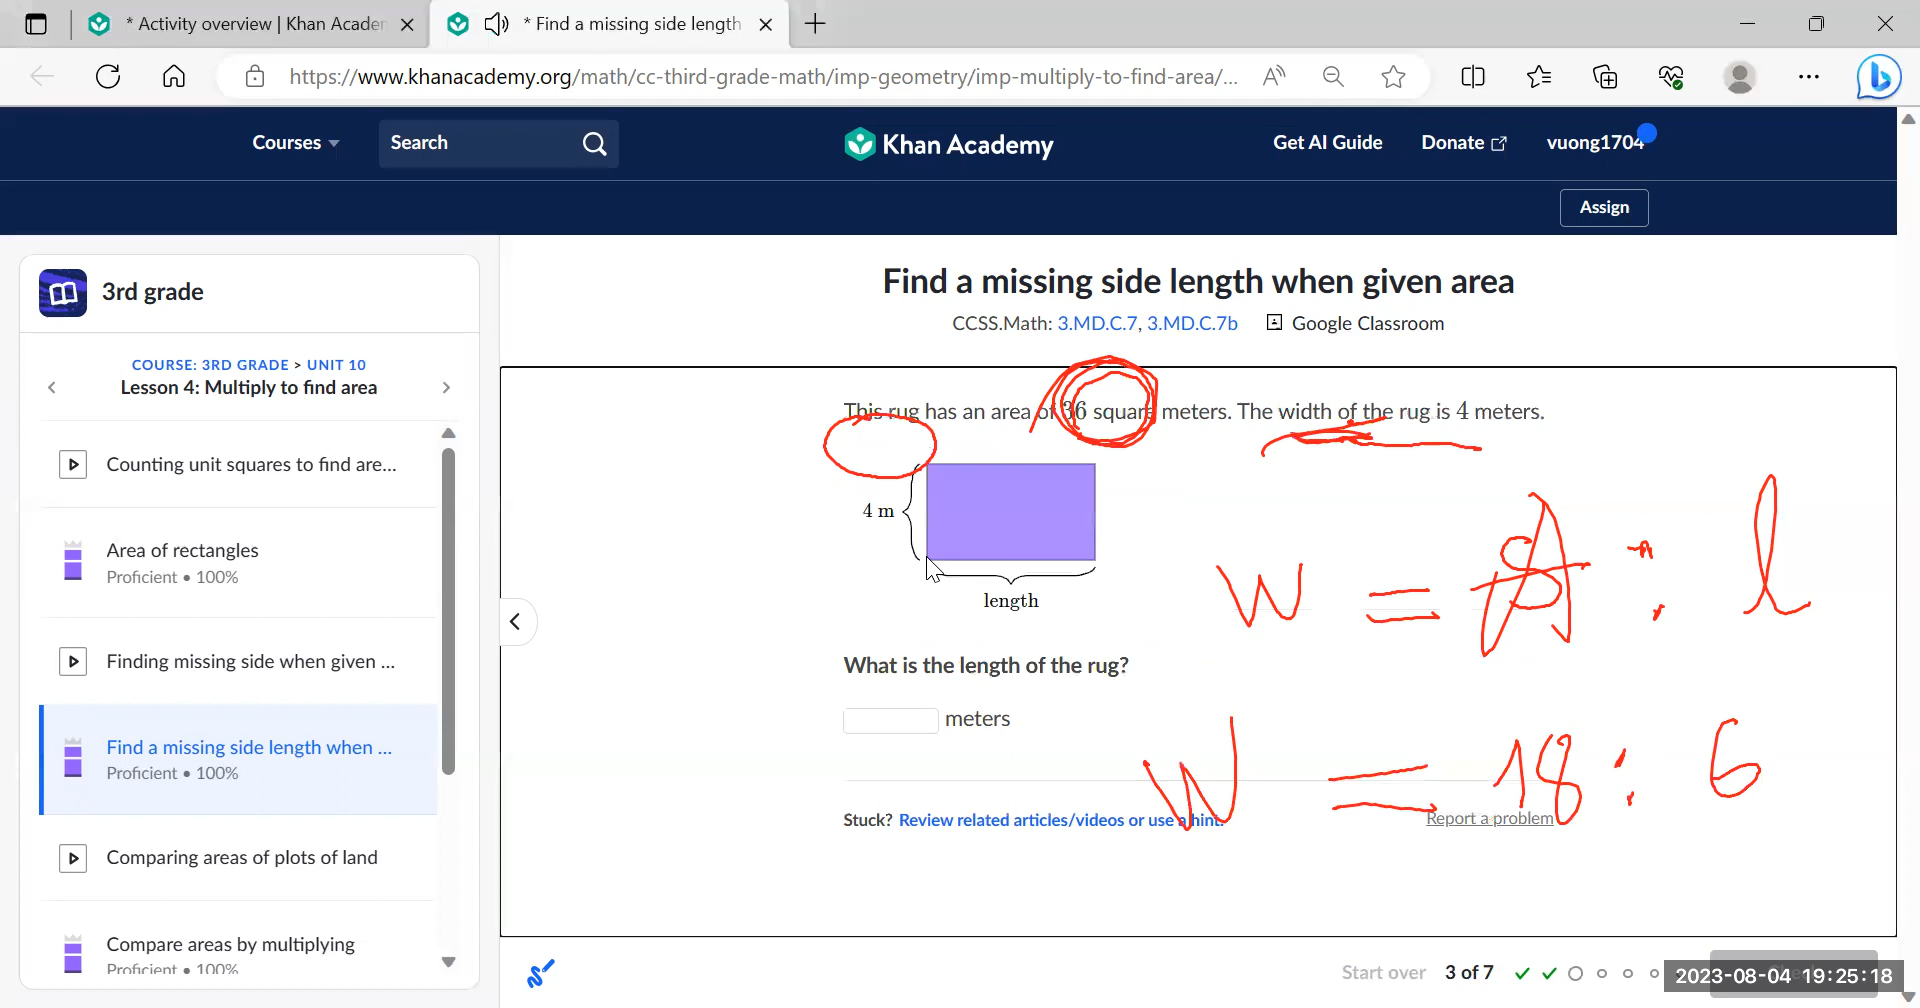 * Activity overview | Khan Academ
* Find a missing side length
https://www.khanacademy.org/math/cc-third-grade-math/imp-geometry/imp-multiply-to-find-area/...
Courses
Search
Khan Academy
Get AI Guide
Donate
vuong1704
Assign
3rd grade
COURSE: 3RD GRADE > UNIT 10
Lesson 4: Multiply to find area
Counting unit squares to find are...
Area of rectangles
Proficient • 100%
Finding missing side when given ...
Find a missing side length when ...
Proficient • 100%
Comparing areas of plots of land
Compare areas by multiplying
Proficient • 100%
Find a missing side length when given area
CCSS.Math: 3.MD.C.7, 3.MD.C.7b
Google Classroom
This rug has an area of 36 square meters. The width of the rug is 4 meters.
4 m
length
W = A : l
What is the length of the rug?
meters
W = 18 : 6
Stuck? Review related articles/videos or use a hint.
Report a problem
Start over
3 of 7
2023-08-04 19:25:18